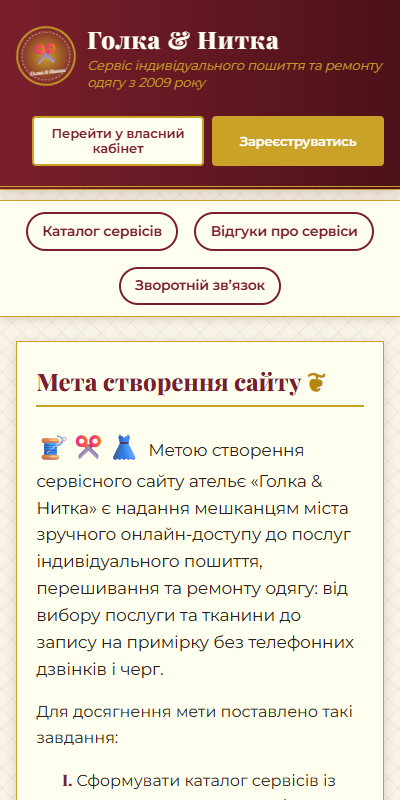 Голка & Нитка
Сервіс індивідуального пошиття та ремонту
одягу з 2009 року
Перейти у власний
кабінет
Зареєструватись
Каталог сервісів
Відгуки про сервіси
Зворотній зв’язок
Мета створення сайту
Метою створення
сервісного сайту ательє «Голка &
Нитка» є надання мешканцям міста
зручного онлайн-доступу до послуг
індивідуального пошиття,
перешивання та ремонту одягу: від
вибору послуги та тканини до
запису на примірку без телефонних
дзвінків і черг.
Для досягнення мети поставлено такі
завдання:
I. Сформувати каталог сервісів із